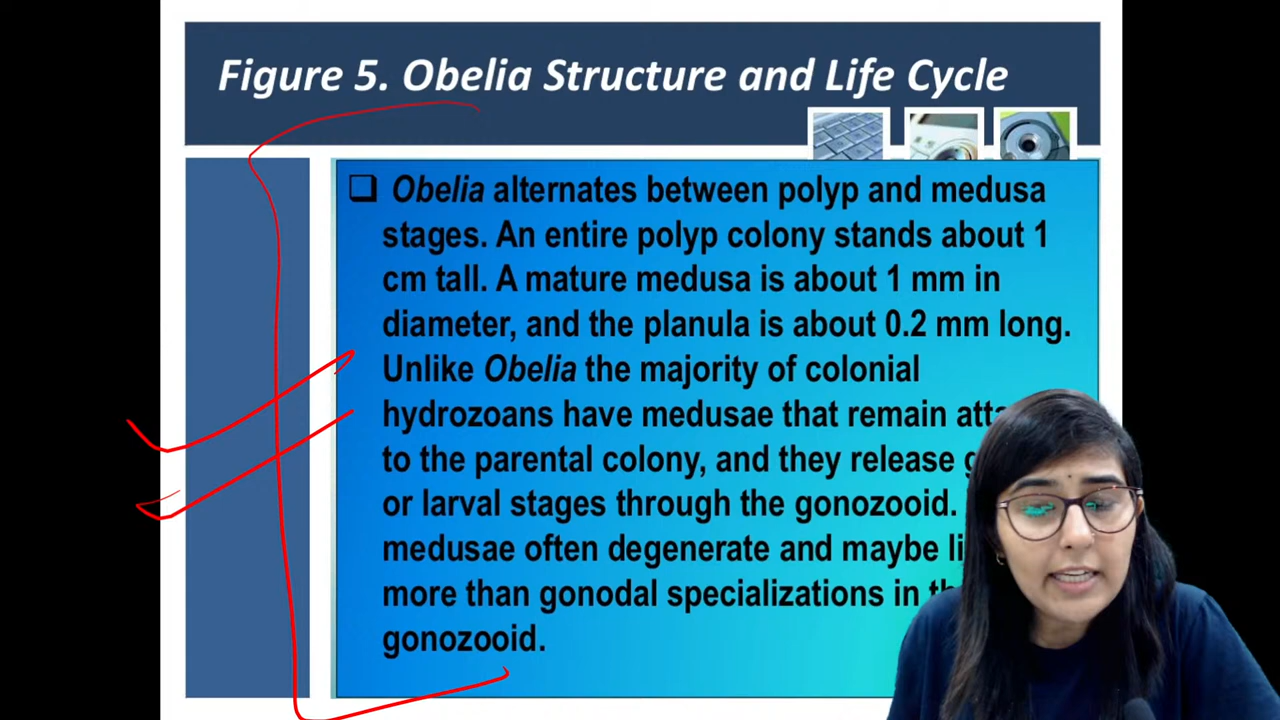 Figure 5. Obelia Structure and Life Cycle
Obelia alternates between polyp and medusa
stages. An entire polyp colony stands about 1
cm tall. A mature medusa is about 1 mm in
diameter, and the planula is about 0.2 mm long.
Unlike Obelia the majority of colonial
hydrozoans have medusae that remain
to the parental colony, and they release
or larval stages through the gonozooid.
medusae often degenerate and maybe
more than gonodal specializations in
gonozooid.